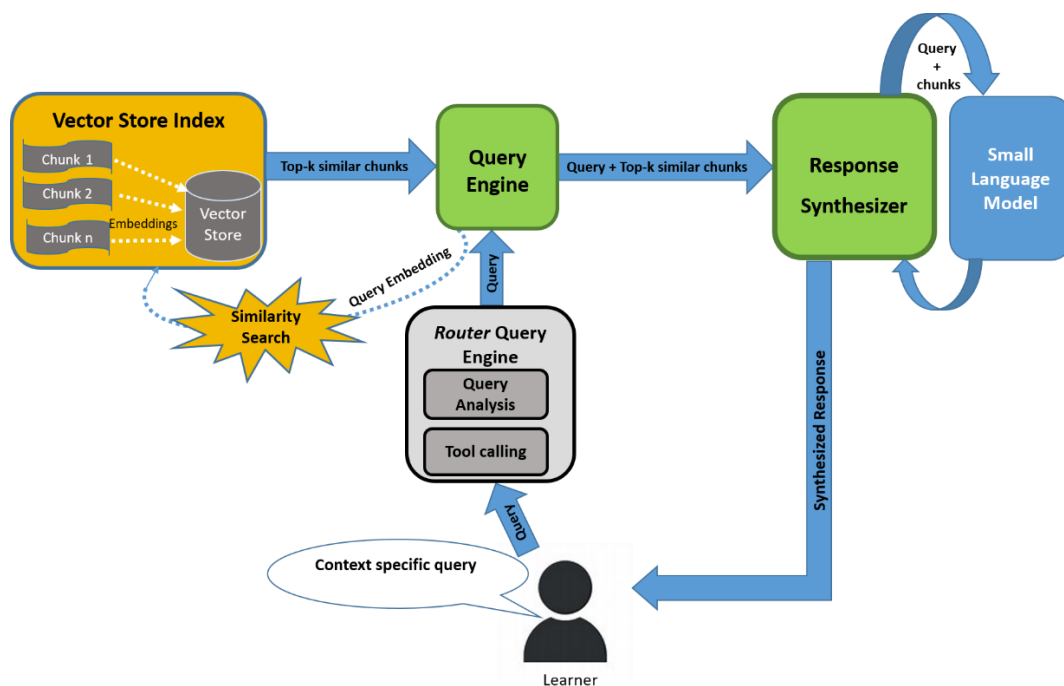 Vector Store Index
Chunk 1
Chunk 2
Chunk n
Embeddings
Vector
Store
Top-k similar chunks
Query
Engine
Query + Top-k similar chunks
Response
Synthesizer
Query
+
chunks
Small
Language
Model
Similarity
Search
Query Embedding
Query
Router Query
Engine
Query
Analysis
Tool calling
Query
Synthesized Response
Context specific query
Learner